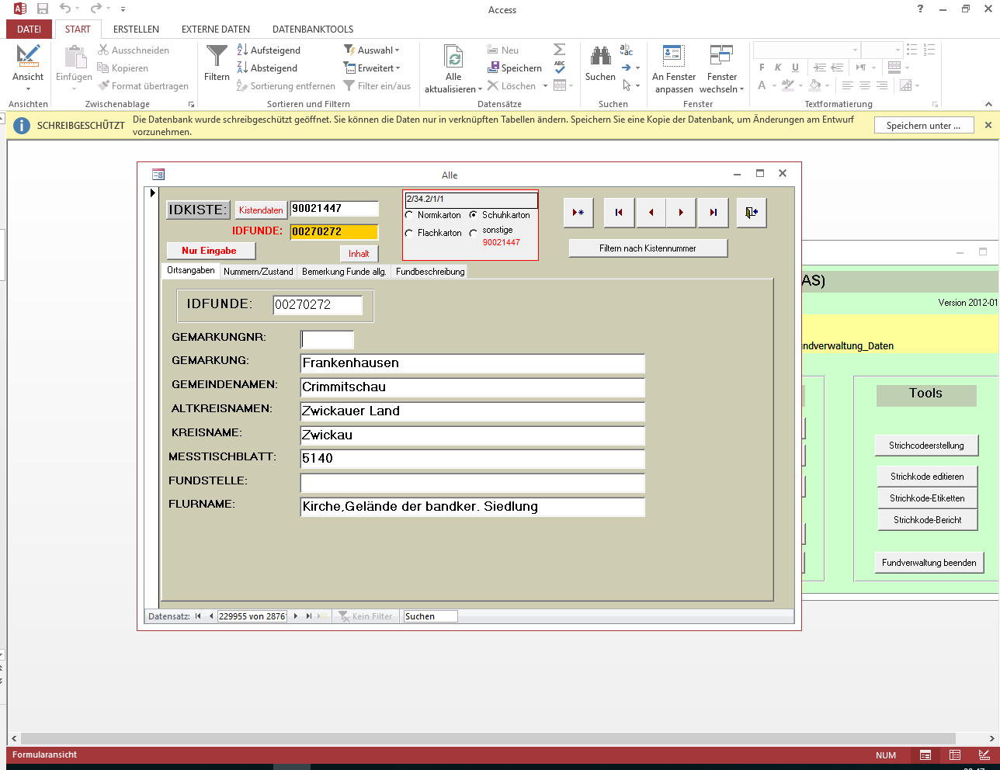 Access
?
DATEI START ERSTELLEN EXTERNE DATEN DATENBANKTOOLS
Ansicht
Ansichten
Einfügen
Ausschneiden
Kopieren
Format übertragen
Zwischenablage
Filtern
Aufsteigend
Absteigend
Sortierung entfernen
Auswahl
Erweitert
Filter ein/aus
Sortieren und Filtern
Alle
aktualisieren
Neu
Speichern
Löschen
Datensätze
Suchen
Suchen
An Fenster
anpassen
Fenster
wechseln
Fenster
F K U
A
Textformatierung
SCHREIBGESCHÜTZT
Die Datenbank wurde schreibgeschützt geöffnet. Sie können die Daten nur in verknüpften Tabellen ändern. Speichern Sie eine Kopie der Datenbank, um Änderungen am Entwurf
vorzunehmen.
Speichern unter ...
Alle
IDKISTE: Kistendaten 90021447
IDFUNDE: 00270272
Nur Eingabe Inhalt
2/34.2/1/1
Normkarton Schuhkarton
Flachkarton sonstige
90021447
Filtern nach Kistennummer
Ortsangaben Nummern/Zustand Bemerkung Funde allg. Fundbeschreibung
IDFUNDE: 00270272
GEMARKUNGNR:
GEMARKUNG: Frankenhausen
GEMEINDENAMEN: Crimmitschau
ALTKREISNAMEN: Zwickauer Land
KREISNAME: Zwickau
MESSTISCHBLATT: 5140
FUNDSTELLE:
FLURNAME: Kirche,Gelände der bandker. Siedlung
Datensatz: 229955 von 2876 Kein Filter Suchen
AS)
Version 2012-01
ndverwaltung_Daten
Tools
Strichcodeerstellung
Strichkode editieren
Strichkode-Etiketten
Strichkode-Bericht
Fundverwaltung beenden
Formularansicht
NUM